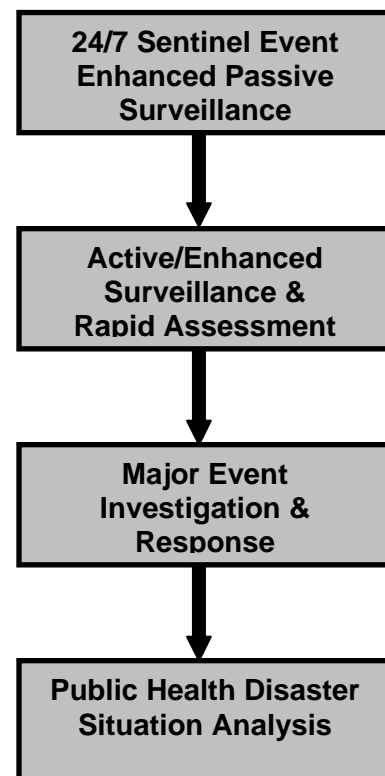 24/7 Sentinel Event
Enhanced Passive
Surveillance
Active/Enhanced
Surveillance &
Rapid Assessment
Major Event
Investigation &
Response
Public Health Disaster
Situation Analysis